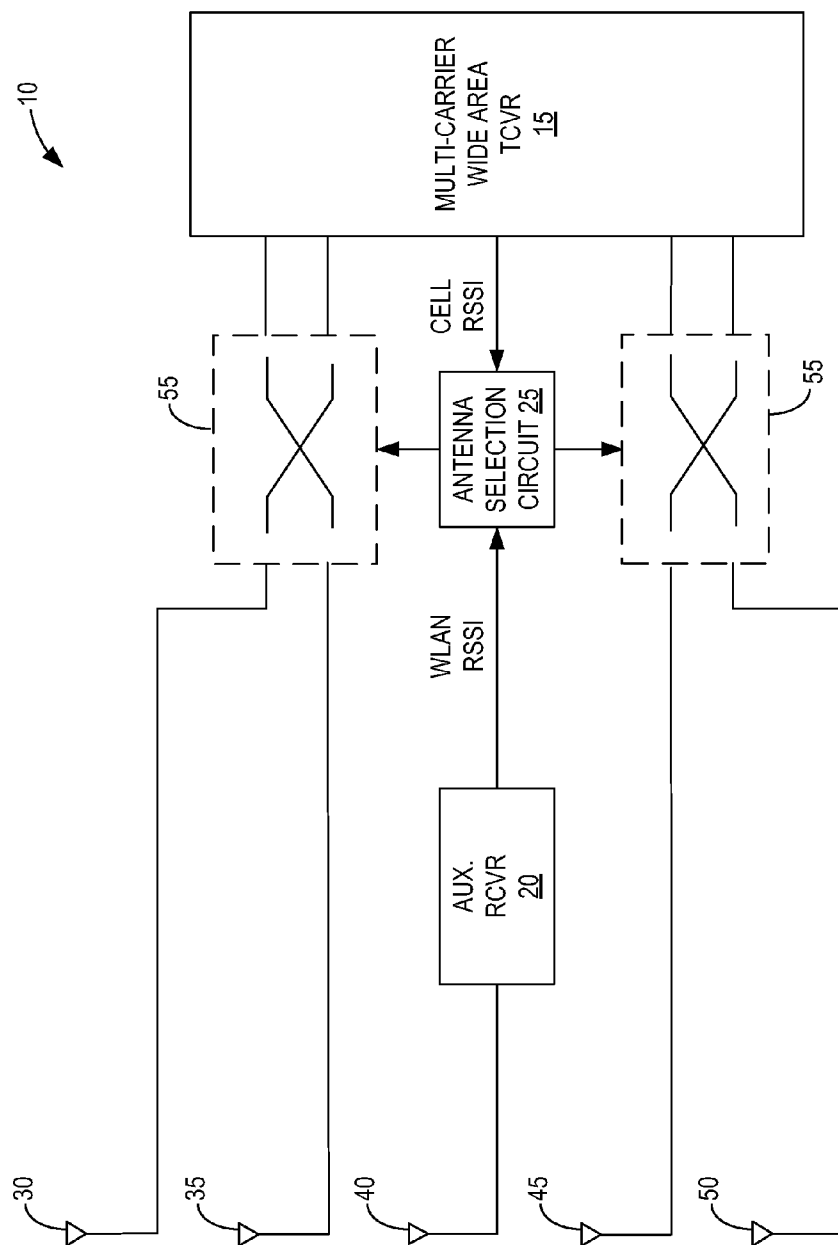 10
MULTI-CARRIER
WIDE AREA
TCVR
15
55
CELL
RSSI
ANTENNA
SELECTION
CIRCUIT 25
55
WLAN
RSSI
AUX.
RCVR
20
30
35
40
45
50